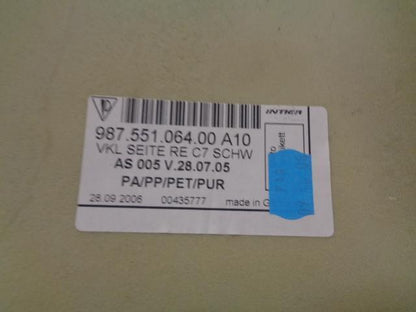 INTIER
987.551.064.00 A10
VKL SEITE RE C7 SCHW
AS 005 V.28.07.05
PA/PP/PET/PUR
28.09.2006 00435777 made in G